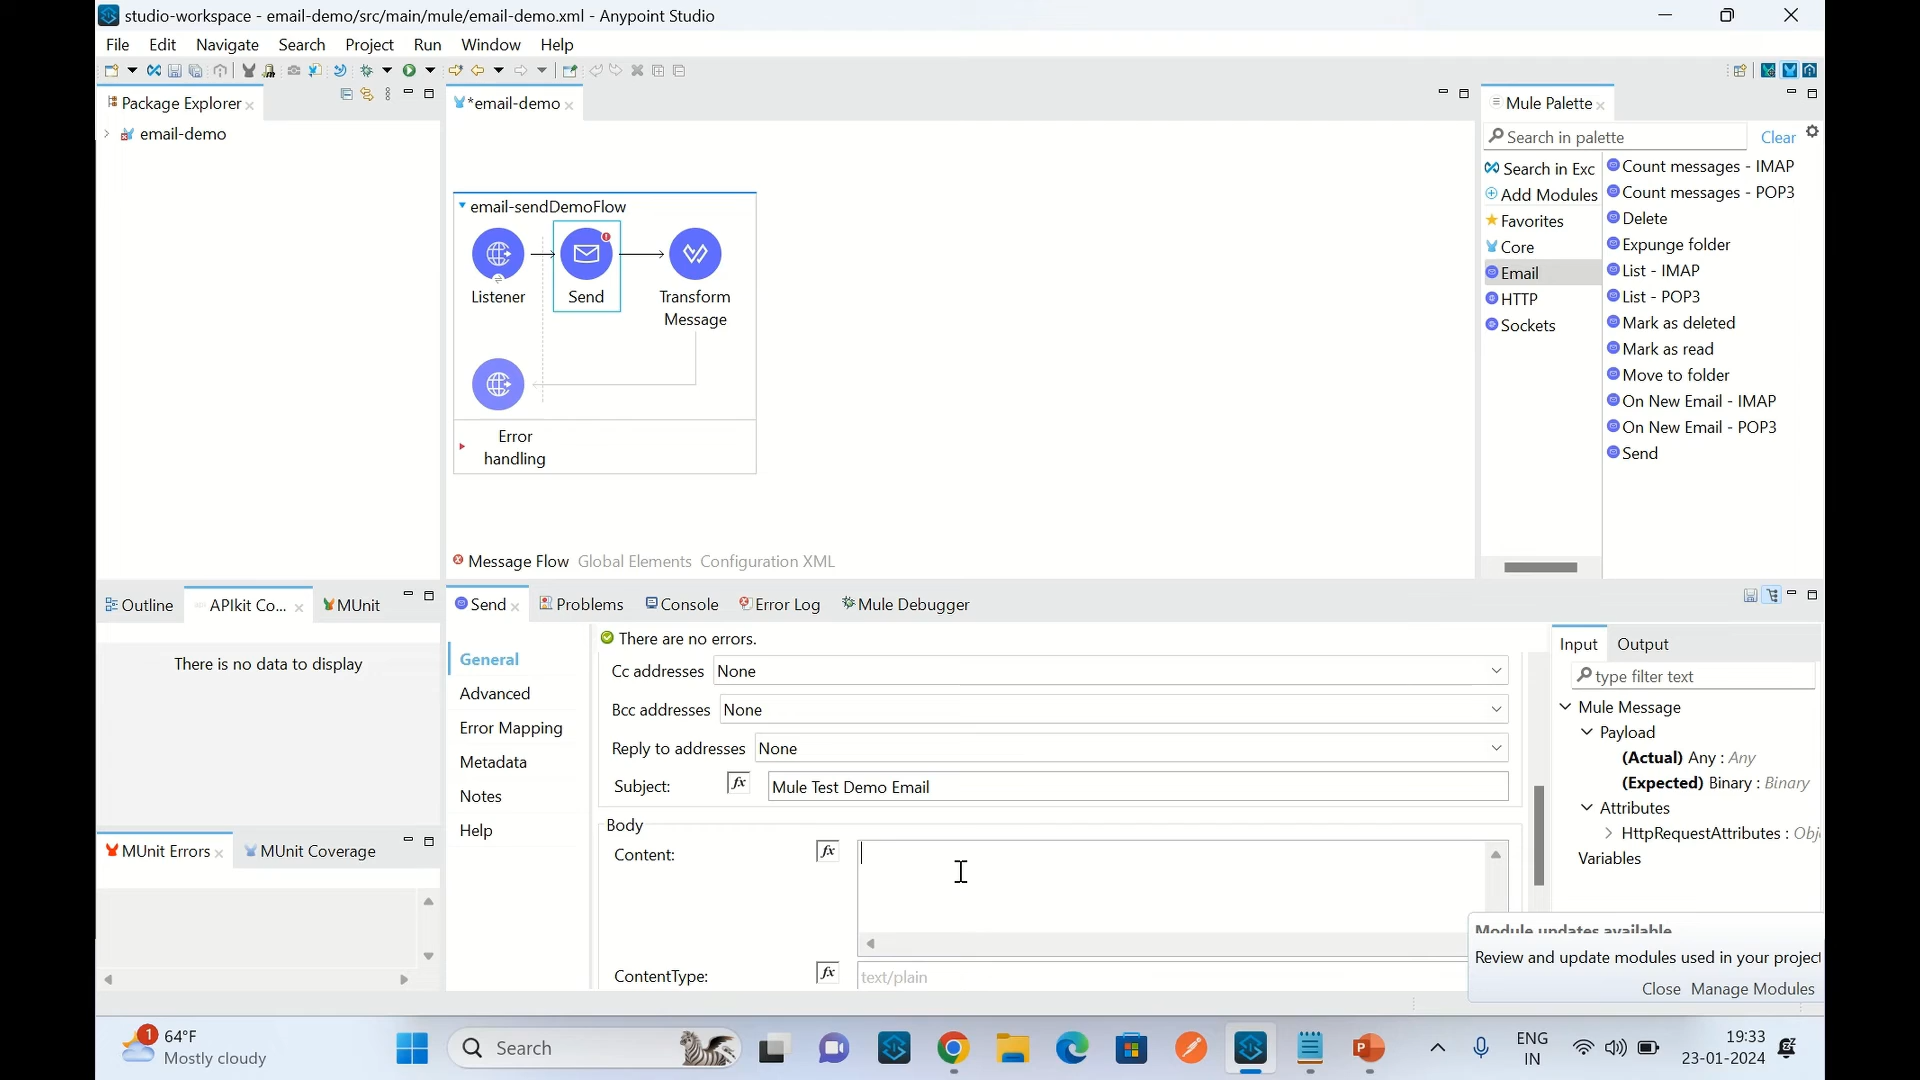 studio-workspace - email-demo/src/main/mule/email-demo.xml - Anypoint Studio
File Edit Navigate Search Project Run Window Help
Package Explorer
email-demo
*email-demo
email-sendDemoFlow
Listener
Send
Transform Message
Error handling
Message Flow Global Elements Configuration XML
Mule Palette
Search in palette
Clear
Search in Exc
Add Modules
Favorites
Core
Email
HTTP
Sockets
Count messages - IMAP
Count messages - POP3
Delete
Expunge folder
List - IMAP
List - POP3
Mark as deleted
Mark as read
Move to folder
On New Email - IMAP
On New Email - POP3
Send
Outline APIkit Co... MUnit
There is no data to display
MUnit Errors MUnit Coverage
Send Problems Console Error Log Mule Debugger
General
Advanced
Error Mapping
Metadata
Notes
Help
There are no errors.
Cc addresses None
Bcc addresses None
Reply to addresses None
Subject: fx Mule Test Demo Email
Body
Content: fx
ContentType: fx text/plain
Input Output
type filter text
Mule Message
Payload
(Actual) Any : Any
(Expected) Binary : Binary
Attributes
HttpRequestAttributes : Obj
Variables
Module updates available
Review and update modules used in your project
Close Manage Modules
1
64°F
Mostly cloudy
Search
ENG
IN
19:33
23-01-2024